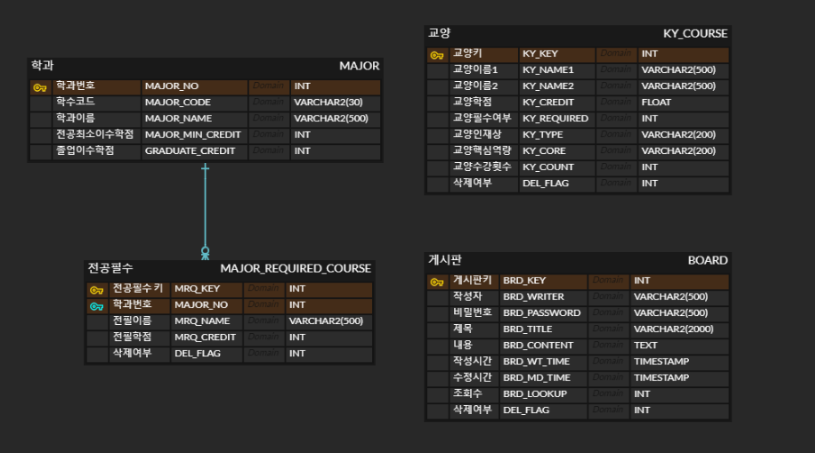 학과 MAJOR
학과번호 MAJOR_NO Domain INT
학수코드 MAJOR_CODE Domain VARCHAR2(30)
학과이름 MAJOR_NAME Domain VARCHAR2(500)
전공최소이수학점 MAJOR_MIN_CREDIT Domain INT
졸업이수학점 GRADUATE_CREDIT Domain INT
전공필수 MAJOR_REQUIRED_COURSE
전공필수 키 MRQ_KEY Domain INT
학과번호 MAJOR_NO Domain INT
전필이름 MRQ_NAME Domain VARCHAR2(500)
전필학점 MRQ_CREDIT Domain INT
삭제여부 DEL_FLAG Domain INT
교양 KY_COURSE
교양키 KY_KEY Domain INT
교양이름1 KY_NAME1 Domain VARCHAR2(500)
교양이름2 KY_NAME2 Domain VARCHAR2(500)
교양학점 KY_CREDIT Domain FLOAT
교양필수여부 KY_REQUIRED Domain INT
교양인재상 KY_TYPE Domain VARCHAR2(200)
교양핵심역량 KY_CORE Domain VARCHAR2(200)
교양수강횟수 KY_COUNT Domain INT
삭제여부 DEL_FLAG Domain INT
게시판 BOARD
게시판키 BRD_KEY Domain INT
작성자 BRD_WRITER Domain VARCHAR2(500)
비밀번호 BRD_PASSWORD Domain VARCHAR2(500)
제목 BRD_TITLE Domain VARCHAR2(2000)
내용 BRD_CONTENT Domain TEXT
작성시간 BRD_WT_TIME Domain TIMESTAMP
수정시간 BRD_MD_TIME Domain TIMESTAMP
조회수 BRD_LOOKUP Domain INT
삭제여부 DEL_FLAG Domain INT